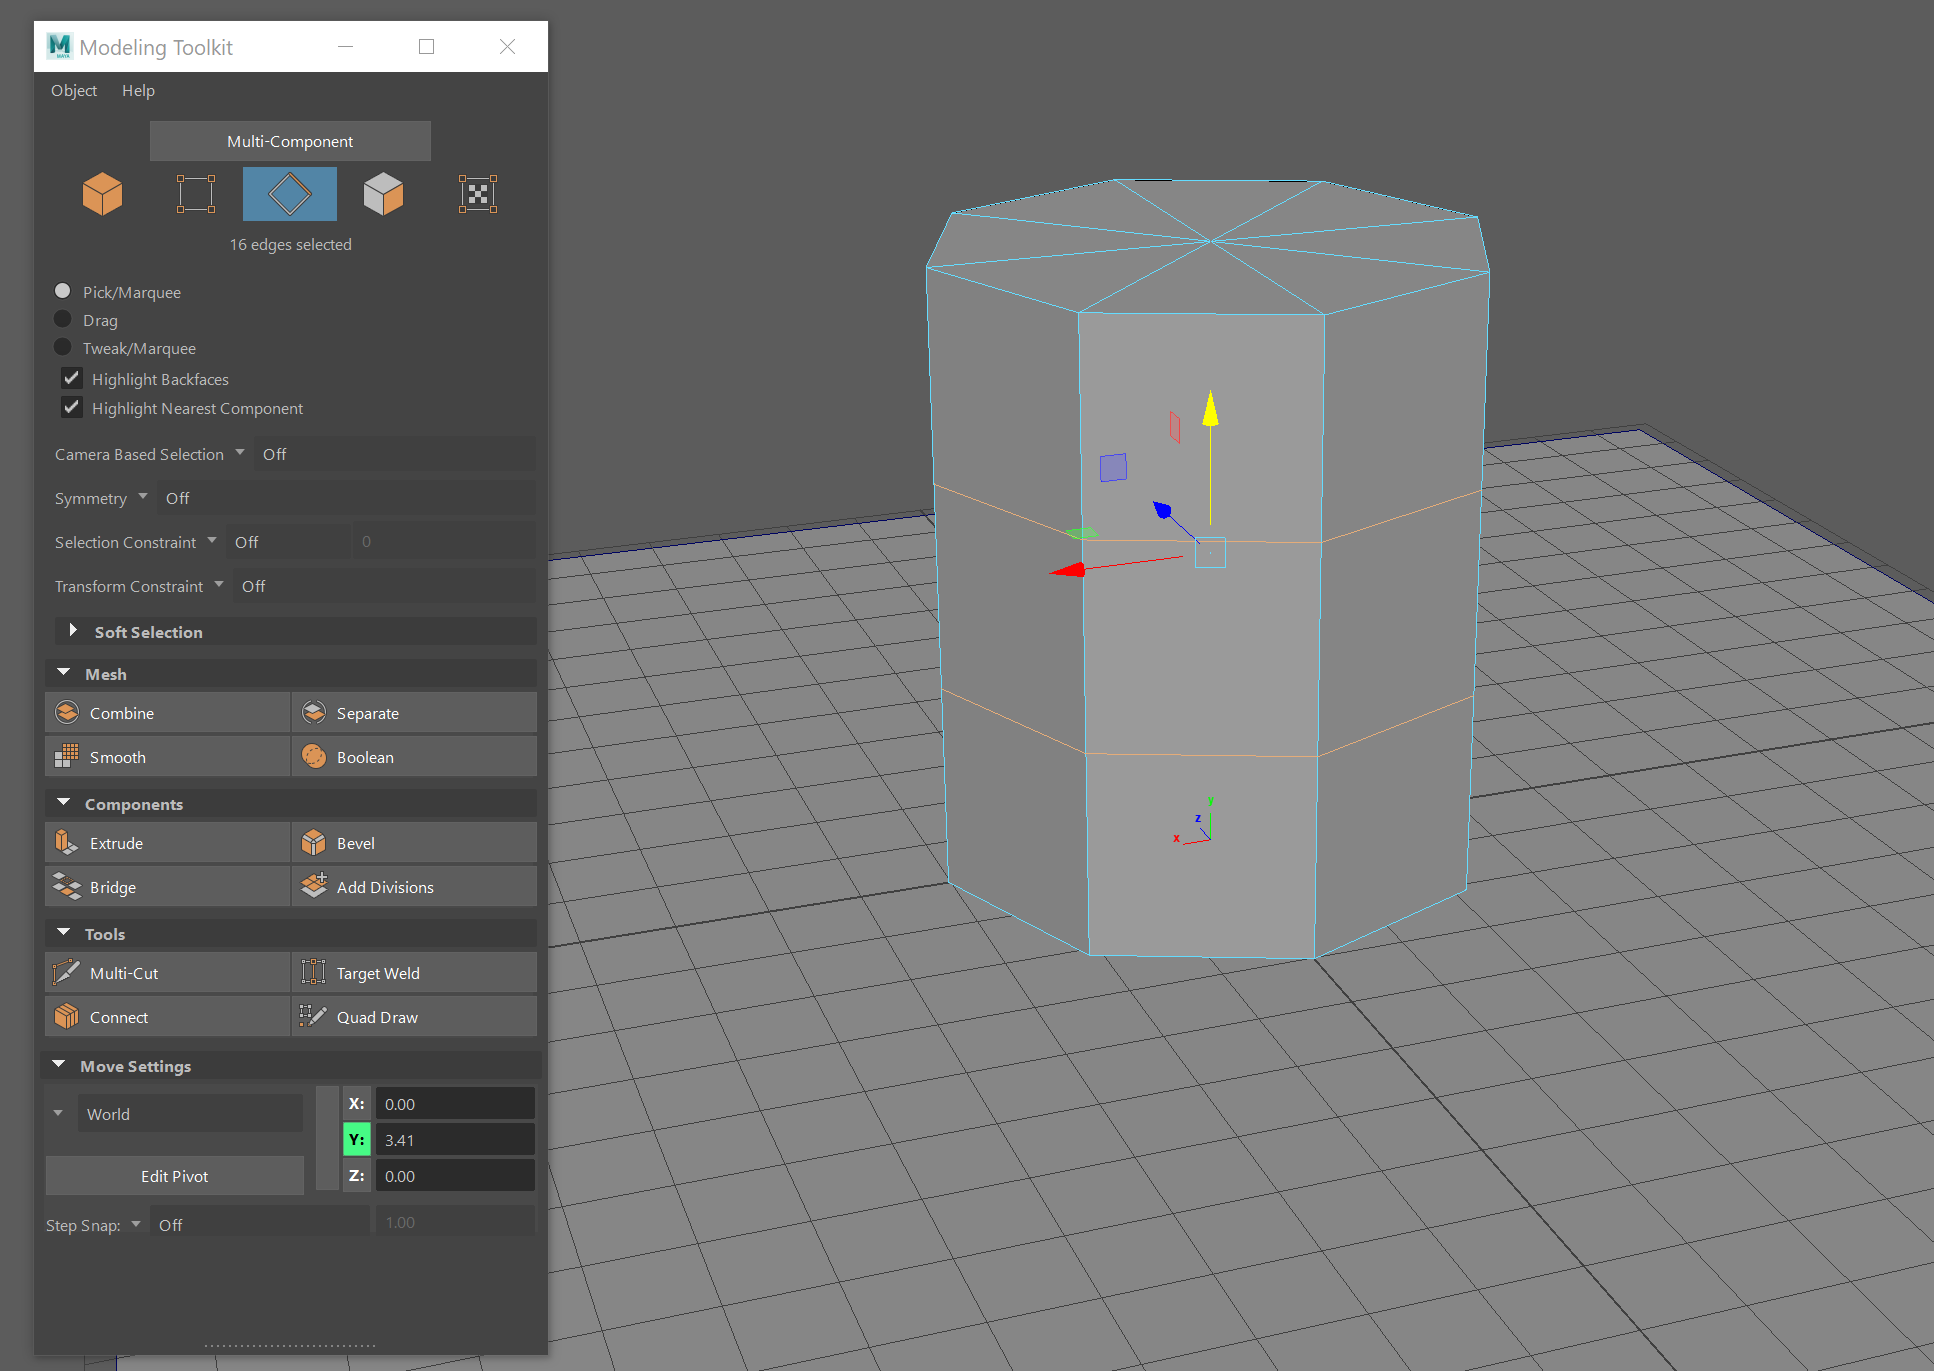 Modeling Toolkit
Object Help
Multi-Component
16 edges selected
Pick/Marquee
Drag
Tweak/Marquee
Highlight Backfaces
Highlight Nearest Component
Camera Based Selection Off
Symmetry Off
Selection Constraint Off 0
Transform Constraint Off
Soft Selection
Mesh
Combine Separate
Smooth Boolean
Components
Extrude Bevel
Bridge Add Divisions
Tools
Multi-Cut Target Weld
Connect Quad Draw
Move Settings
World
X: 0.00
Y: 3.41
Edit Pivot
Z: 0.00
Step Snap: Off 1.00
Y
Z
X
M
MAYA